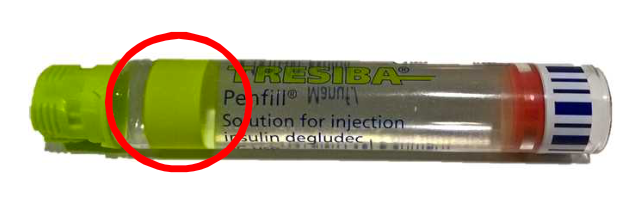 TRESIBA®
Penfill®
Solution for injection
insulin degludec